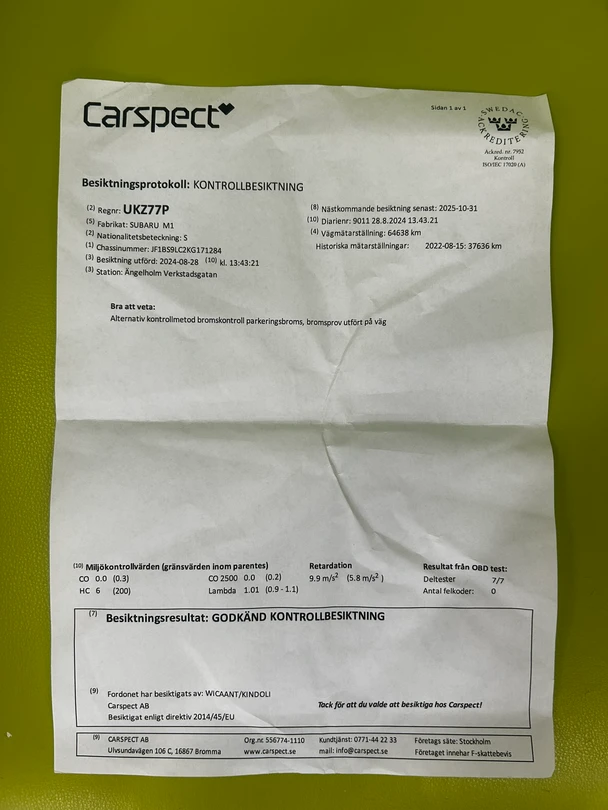 Carspect
Sidan 1 av 1
SWEDAC
ACKREDITERING
Ackred. nr. 7952
Kontroll
ISO/IEC 17020 (A)
Besiktningsprotokoll: KONTROLLBESIKTNING
(2) Regnr: UKZ77P
(5) Fabrikat: SUBARU M1
(2) Nationalitetsbeteckning: S
(1) Chassinummer: JF1BS9LC2KG171284
(3) Besiktning utförd: 2024-08-28 (10) kl. 13:43:21
(3) Station: Ängelholm Verkstadsgatan
(8) Nästkommande besiktning senast: 2025-10-31
(10) Diarienr: 9011 28.8.2024 13.43.21
(4) Vägmätarställning: 64638 km
Historiska mätarställningar: 2022-08-15: 37636 km
Bra att veta:
Alternativ kontrollmetod bromskontroll parkeringsbroms, bromsprov utfört på väg
(10) Miljökontrollvärden (gränsvärden inom parentes)
CO 0.0 (0.3) CO 2500 0.0 (0.2)
HC 6 (200) Lambda 1.01 (0.9 - 1.1)
Retardation
9.9 m/s² (5.8 m/s² )
Resultat från OBD test:
Deltester 7/7
Antal felkoder: 0
(7) Besiktningsresultat: GODKÄND KONTROLLBESIKTNING
(9) Fordonet har besiktigats av: WICAANT/KINDOLI
Carspect AB
Besiktigat enligt direktiv 2014/45/EU
Tack för att du valde att besiktiga hos Carspect!
(9) CARSPECT AB Org.nr 556774-1110 Kundtjänst: 0771-44 22 33 Företags säte: Stockholm
Ulvsundavägen 106 C, 16867 Bromma www.carspect.se mail: info@carspect.se Företaget innehar F-skattebevis